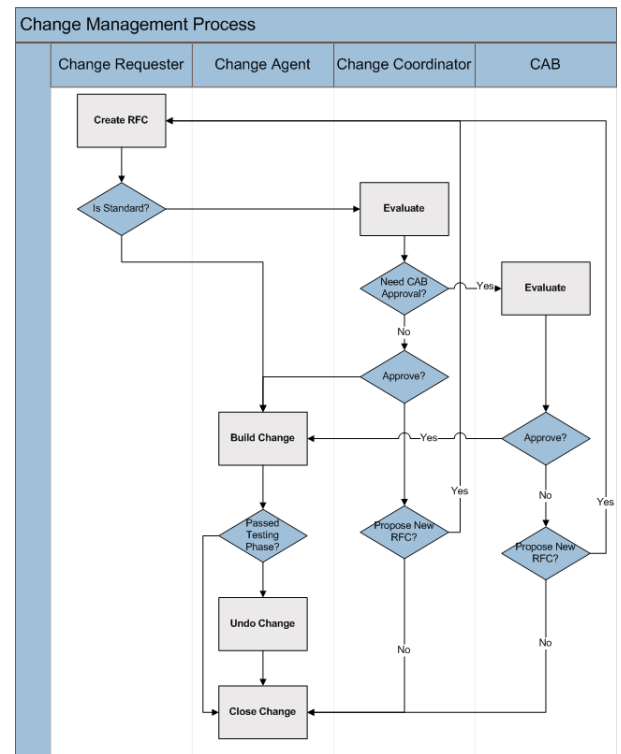 Change Management Process
Change Requester
Change Agent
Change Coordinator
CAB
Create RFC
Is Standard?
Evaluate
Need CAB
Approval?
Yes
Evaluate
No
Approve?
Build Change
Yes
Approve?
Yes
No
Yes
Passed
Testing
Phase?
Propose New
RFC?
Propose New
RFC?
Undo Change
No
No
Close Change